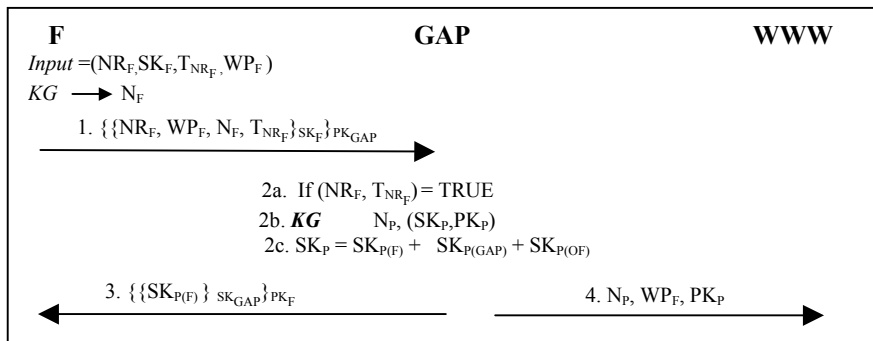 F GAP WWW
Input =(NR_F,SK_F,T_NR_F,WP_F)
KG → N_F
1. {{NR_F, WP_F, N_F, T_NR_F}SK_F}PK_GAP
2a. If (NR_F, T_NR_F) = TRUE
2b. KG N_P, (SK_P,PK_P)
2c. SK_P = SK_P(F) + SK_P(GAP) + SK_P(OF)
3. {{SK_P(F) } SK_GAP}PK_F 4. N_P, WP_F, PK_P